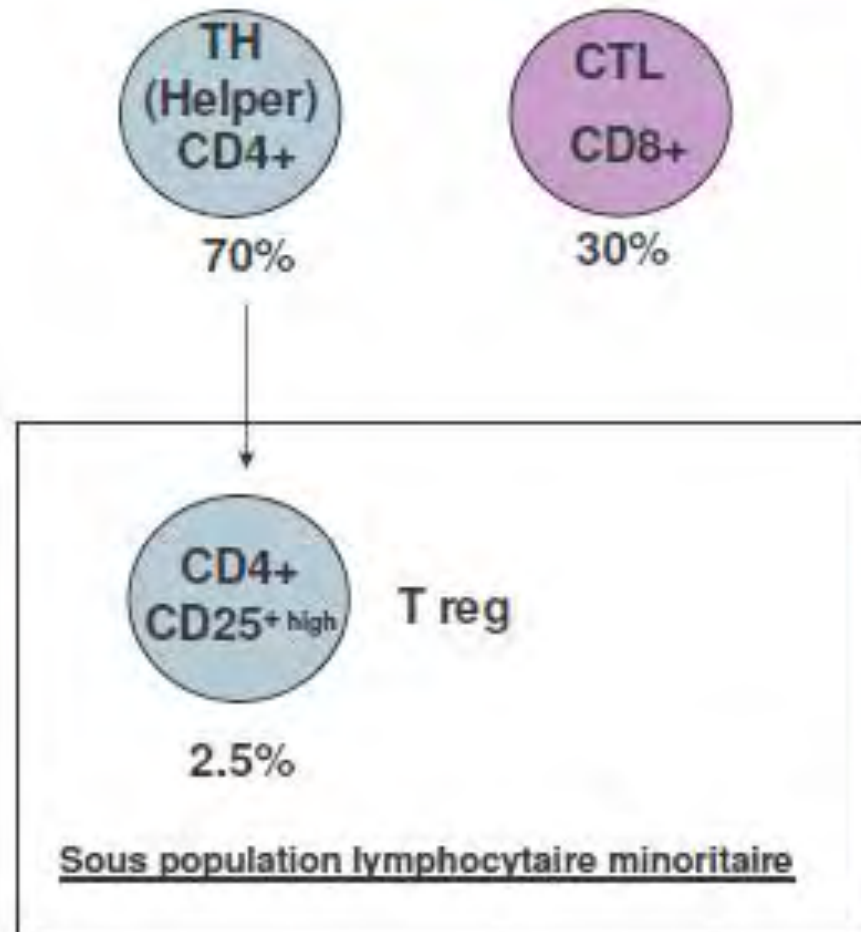 TH
(Helper)
CD4+
70%
CTL
CD8+
30%
CD4+
CD25+ high
T reg
2.5%
Sous population lymphocytaire minoritaire